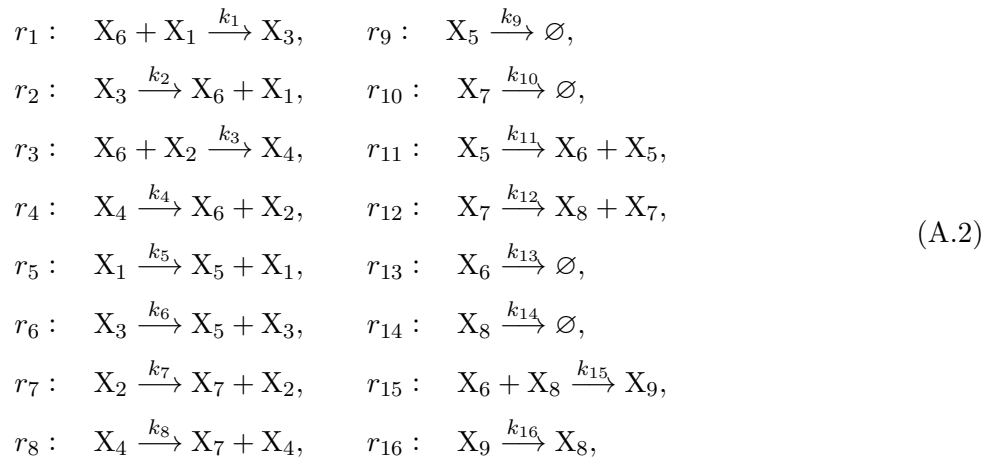 r₁ : X₆ + X₁ —k₁→ X₃, r₉ : X₅ —k₉→ ∅,
r₂ : X₃ —k₂→ X₆ + X₁, r₁₀ : X₇ —k₁₀→ ∅,
r₃ : X₆ + X₂ —k₃→ X₄, r₁₁ : X₅ —k₁₁→ X₆ + X₅,
r₄ : X₄ —k₄→ X₆ + X₂, r₁₂ : X₇ —k₁₂→ X₈ + X₇,
(A.2)
r₅ : X₁ —k₅→ X₅ + X₁, r₁₃ : X₆ —k₁₃→ ∅,
r₆ : X₃ —k₆→ X₅ + X₃, r₁₄ : X₈ —k₁₄→ ∅,
r₇ : X₂ —k₇→ X₇ + X₂, r₁₅ : X₆ + X₈ —k₁₅→ X₉,
r₈ : X₄ —k₈→ X₇ + X₄, r₁₆ : X₉ —k₁₆→ X₈,